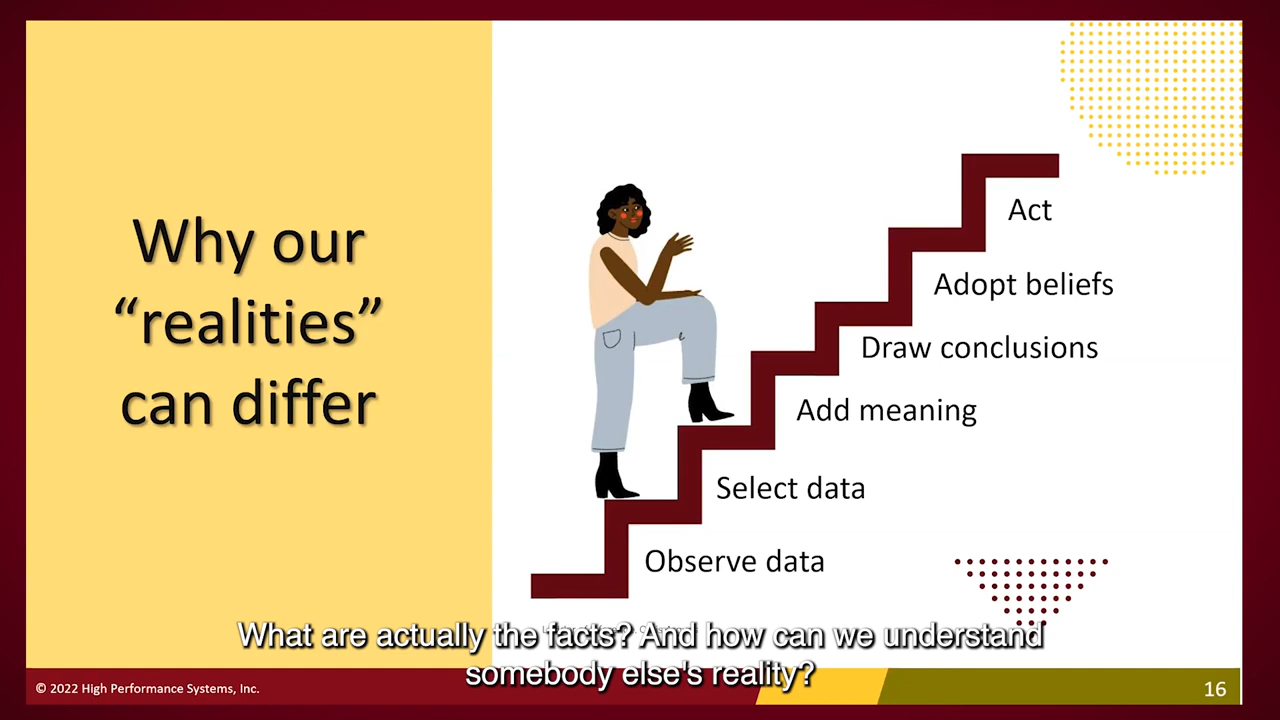 Why our
“realities”
can differ
Act
Adopt beliefs
Draw conclusions
Add meaning
Select data
Observe data
What are actually the facts? And how can we understand
somebody else's reality?
© 2022 High Performance Systems, Inc.
16